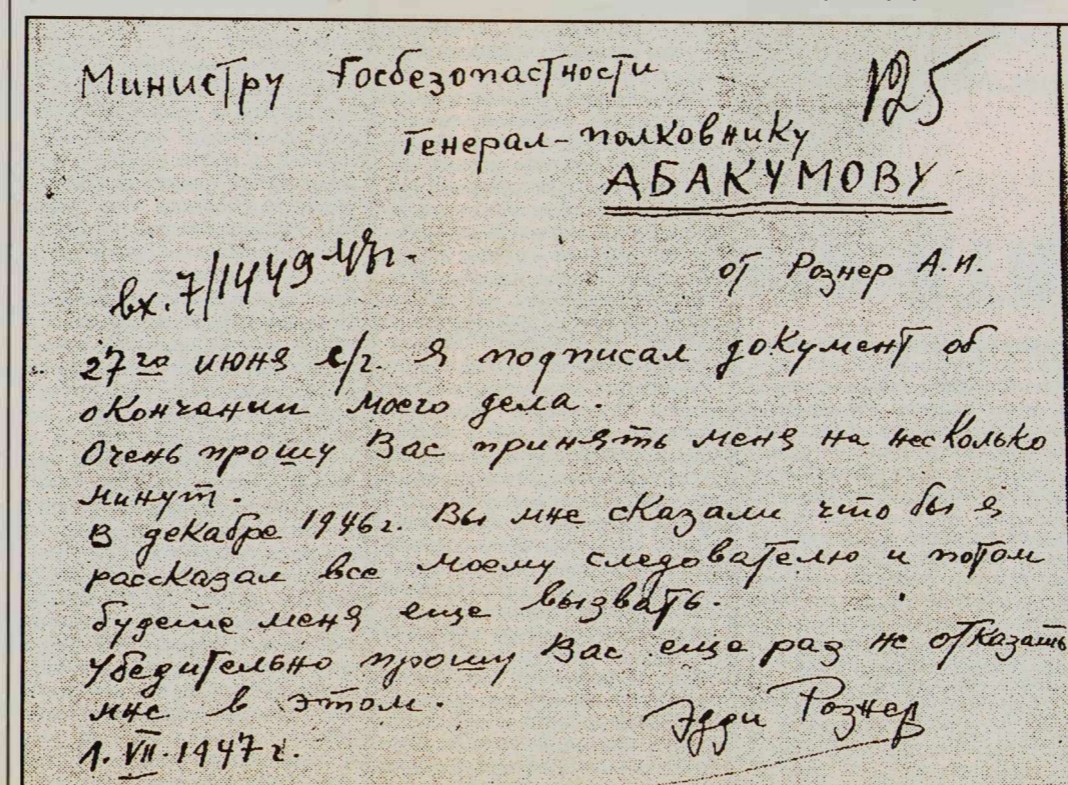 Министру Госбезопастности
125
Генерал-полковнику
АБАКУМОВУ
от Рознер А.И.
вх. 7/1449 47г.
27го июня с/г. я подписал документ об
окончании моего дела.
Очень прошу Вас принять меня на несколько
минут.
В декабре 1946г. Вы мне сказали что бы я
рассказал все моему следователю и потом
будете меня еще вызвать.
Убедительно прошу Вас еще раз не отказать
мне в этом.
Эдди Рознер
1.VII.1947 г.